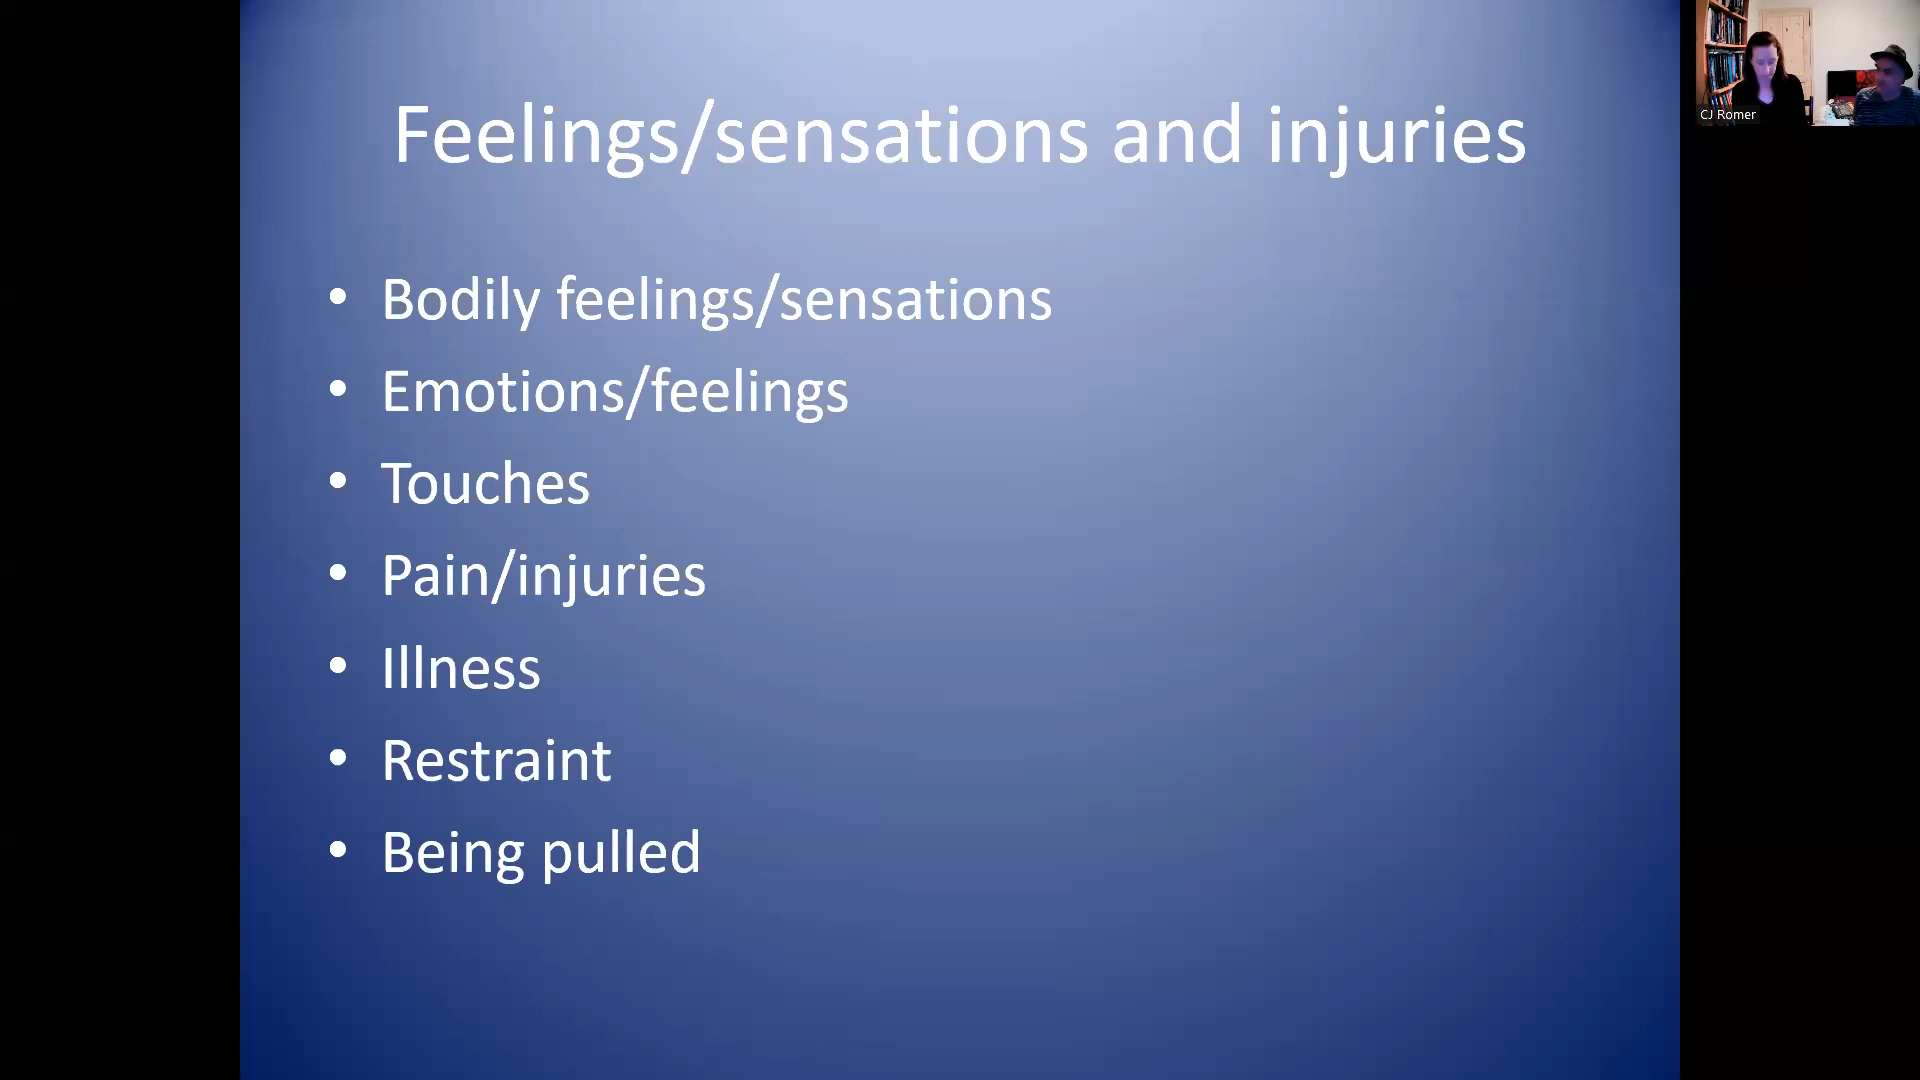 Feelings/sensations and injuries
• Bodily feelings/sensations
• Emotions/feelings
• Touches
• Pain/injuries
• Illness
• Restraint
• Being pulled
CJ Romer